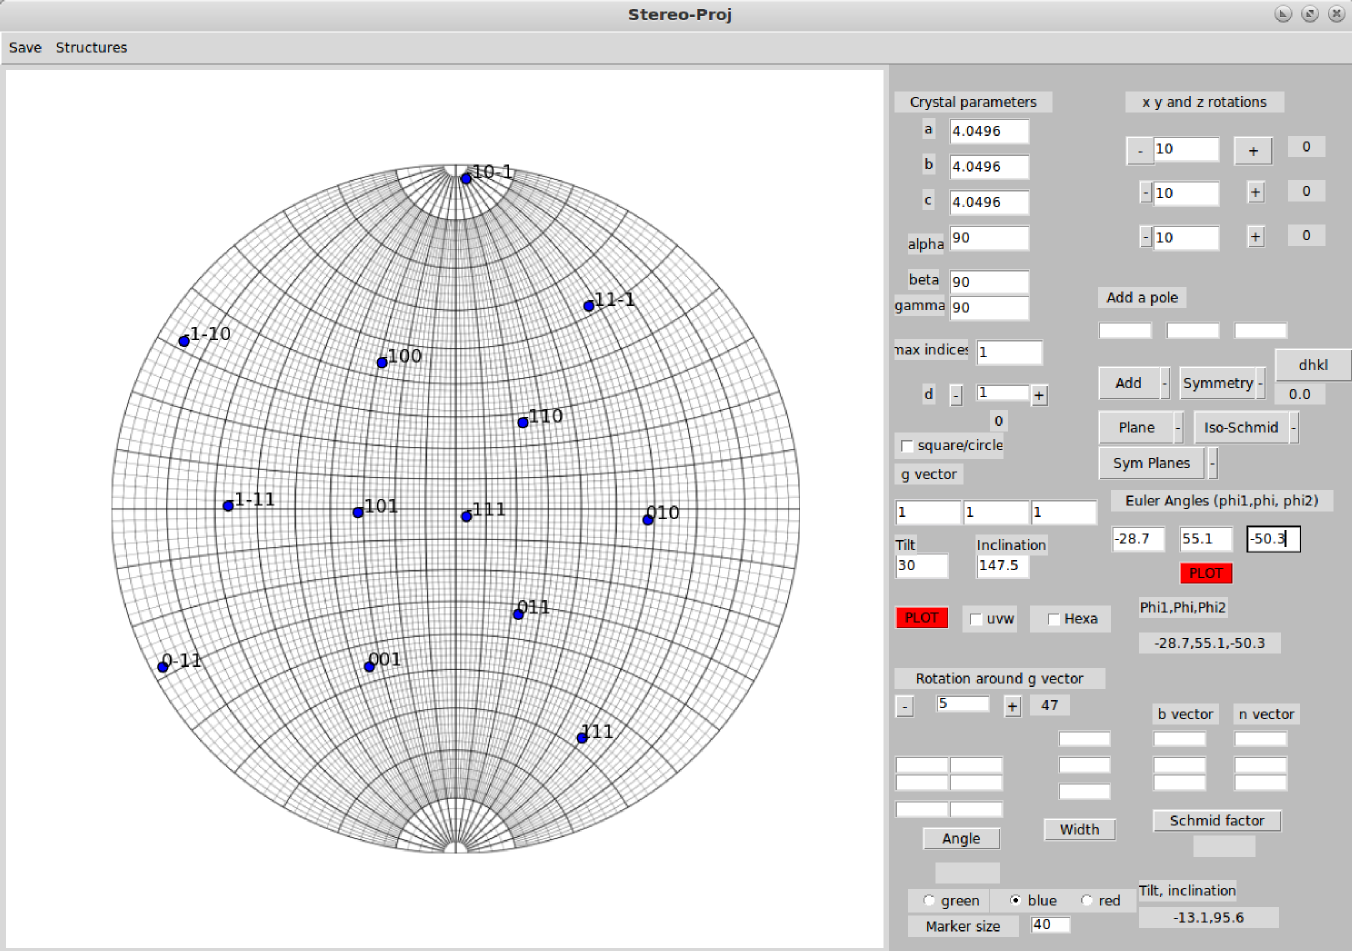 Stereo-Proj
Save Structures
Crystal parameters
a 4.0496
b 4.0496
c 4.0496
alpha 90
beta 90
gamma 90
max indices 1
d - 1 +
0
square/circle
g vector
1 1 1
Tilt Inclination
30 147.5
PLOT uvw Hexa
Rotation around g vector
- 5 + 47
Angle
Width
green blue red
Marker size 40
x y and z rotations
- 10 + 0
- 10 + 0
- 10 + 0
Add a pole
dhkl
Add - Symmetry - 0.0
Plane - Iso-Schmid -
Sym Planes -
Euler Angles (phi1,phi, phi2)
-28.7 55.1 -50.3
PLOT
Phi1,Phi,Phi2
-28.7,55.1,-50.3
b vector n vector
Schmid factor
Tilt, inclination
-13.1,95.6
-10-1
-11-1
-1-10
-100
-110
-1-11
-101
-111
010
011
0-11
001
111